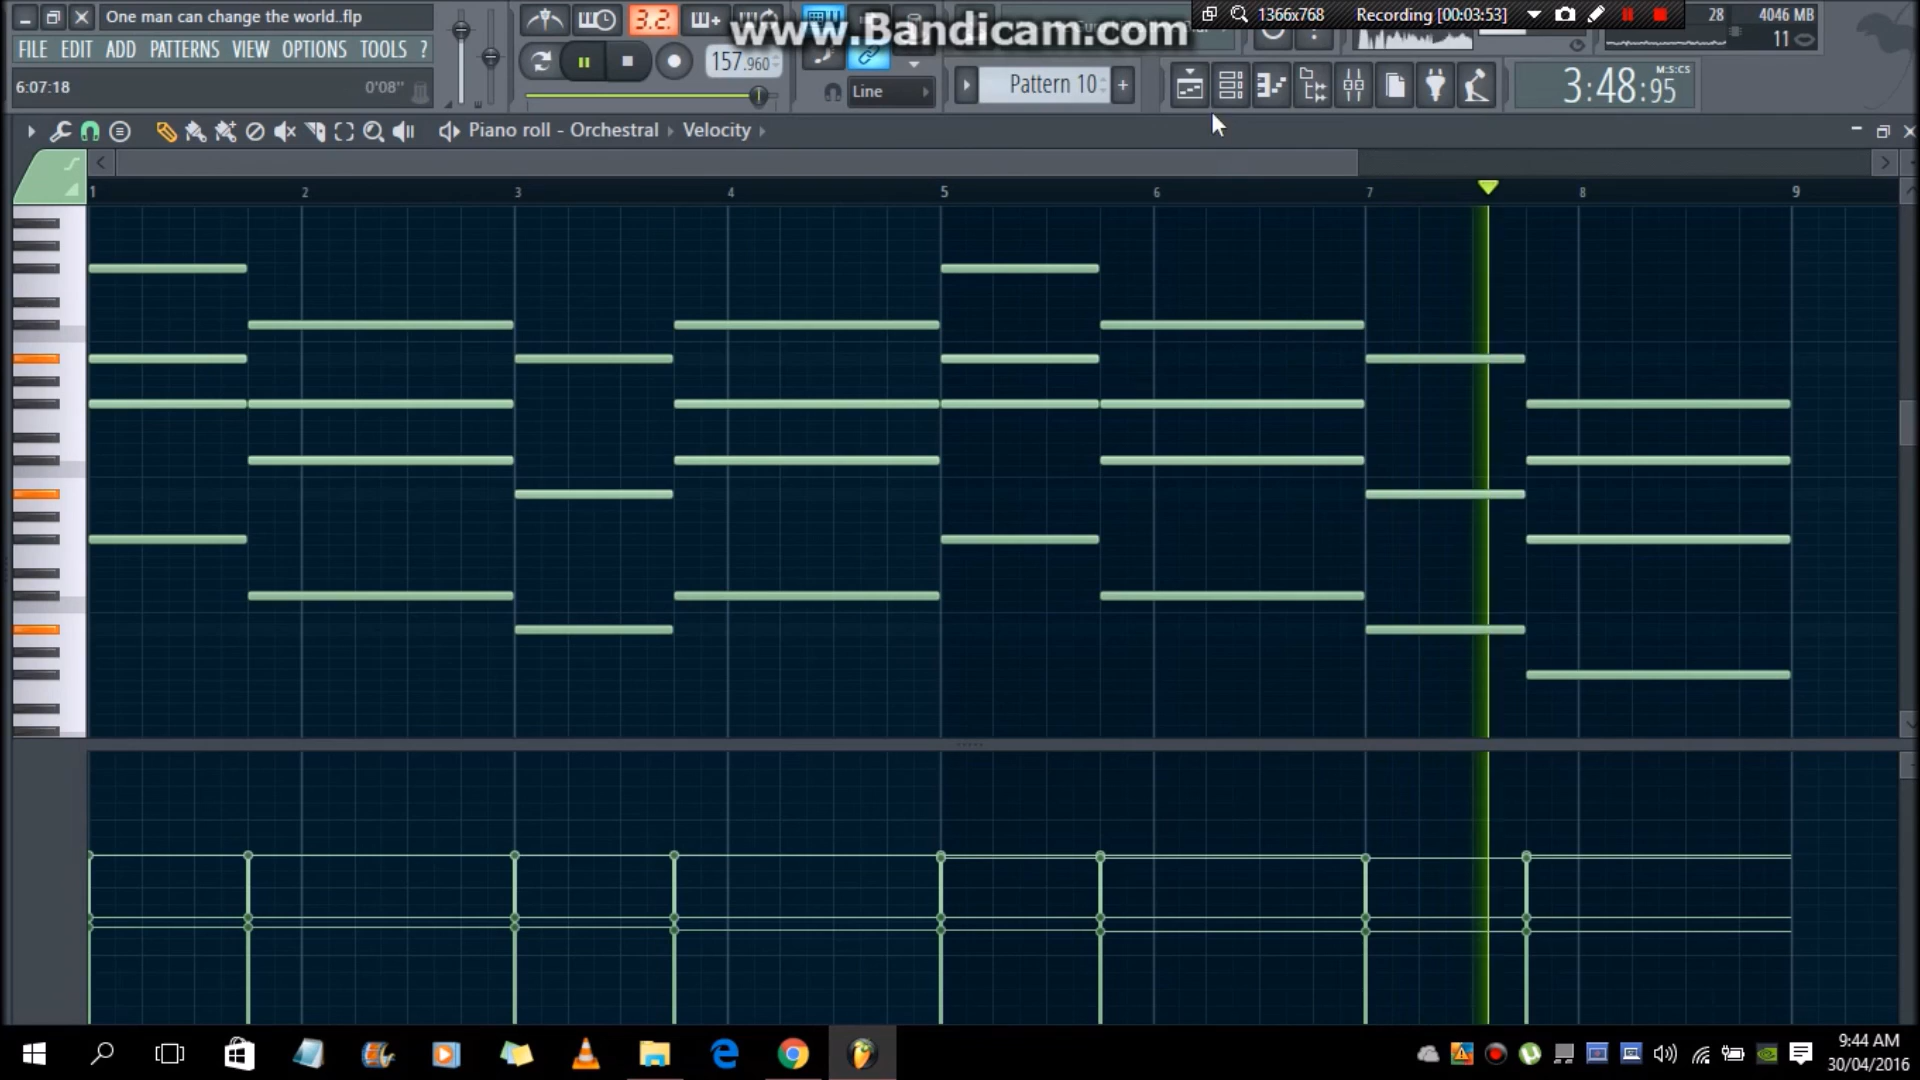 One man can change the world..flp
www.Bandicam.com
1366x768
Recording [00:03:53]
28
4046 MB
11
3.2.
FILE EDIT ADD PATTERNS VIEW OPTIONS TOOLS ?
157.960
6:07:18
0'08"
Line
Pattern 10
+
3:48:95
M:S:CS
Piano roll - Orchestral
Velocity
1 2 3 4 5 6 7 8 9
9:44 AM
30/04/2016